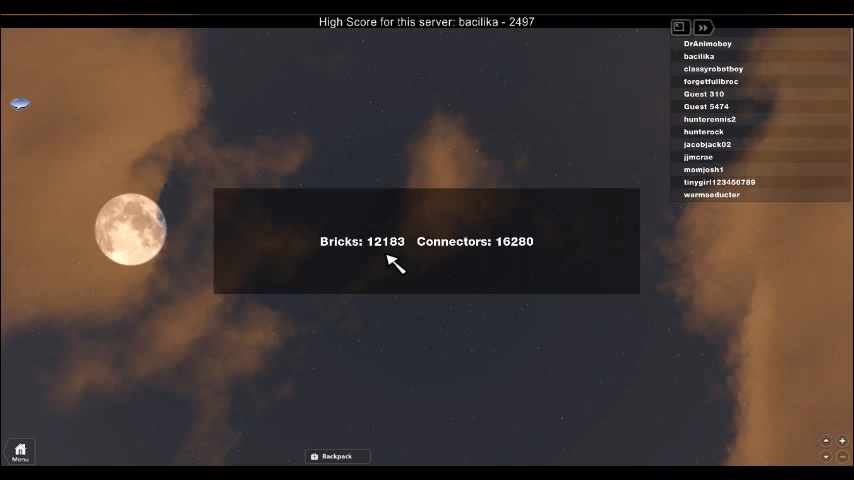 High Score for this server: bacilika - 2497
DrAnimoboy
bacilika
classyrobotboy
forgetfullbroc
Guest 310
Guest 5474
hunterennis2
hunterock
jacobjack02
jjmcrae
momjosh1
tinygirl123456789
warmseducter
Bricks: 12183 Connectors: 16280
Menu
Backpack